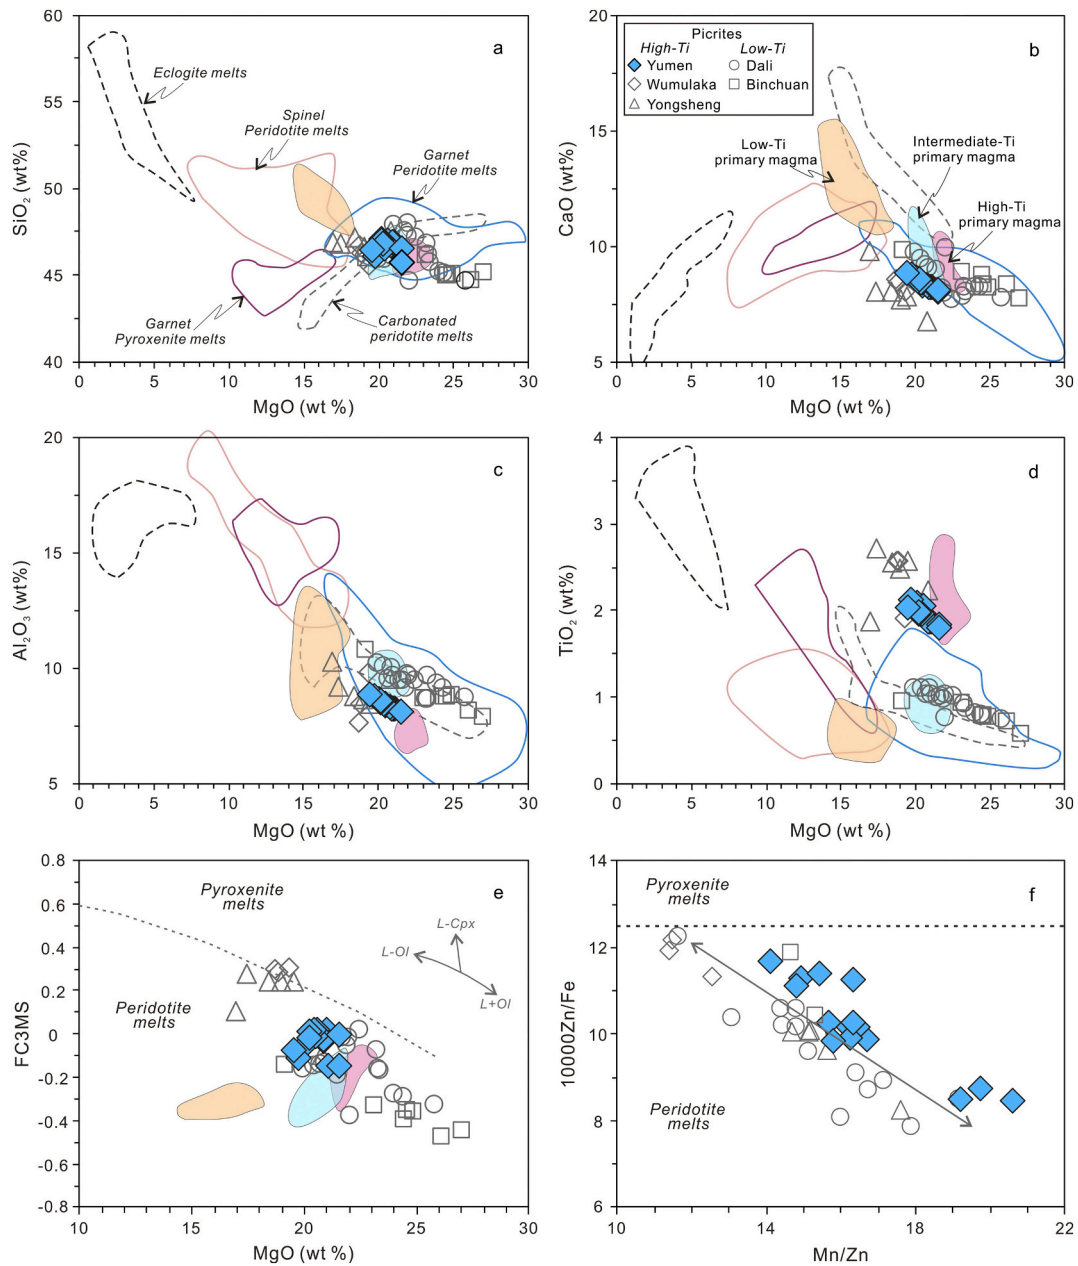 60
55
50
45
40
SiO₂ (wt%)
0
5
10
15
20
25
30
MgO (wt %)
a
Eclogite melts
Spinel
Peridotite melts
Garnet
Peridotite melts
Garnet
Pyroxenite melts
Carbonated
peridotite melts
20
15
10
5
CaO (wt%)
0
5
10
15
20
25
30
MgO (wt %)
b
Picrites
High-Ti Low-Ti
Yumen Dali
Wumulaka Binchuan
Yongsheng
Low-Ti
primary magma
Intermediate-Ti
primary magma
High-Ti
primary magma
20
15
10
5
Al₂O₃ (wt%)
0
5
10
15
20
25
30
MgO (wt %)
c
4
3
2
1
0
TiO₂ (wt%)
0
5
10
15
20
25
30
MgO (wt %)
d
0.8
0.6
0.4
0.2
0
-0.2
-0.4
-0.6
-0.8
FC3MS
10
15
20
25
30
MgO (wt %)
e
Pyroxenite
melts
Peridotite
melts
L-Cpx
L-Ol
L+Ol
14
12
10
8
6
10000Zn/Fe
10
14
18
22
Mn/Zn
f
Pyroxenite
melts
Peridotite
melts